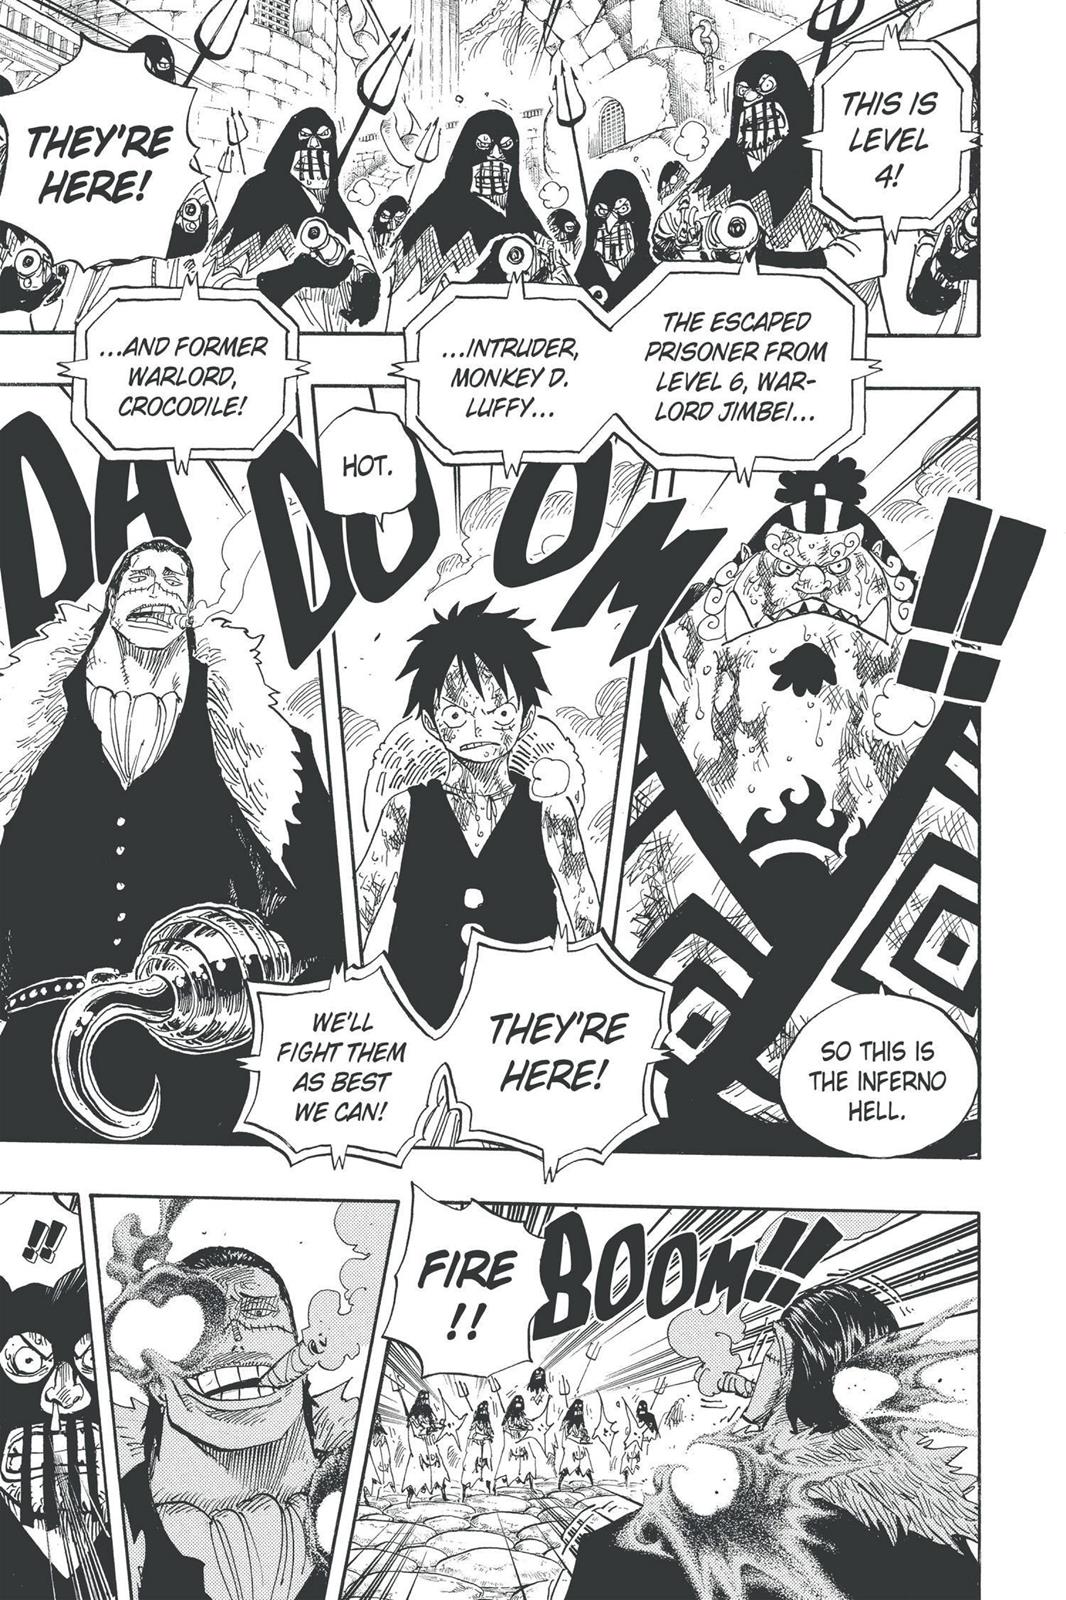 THIS IS
LEVEL
4!
THEY'RE
HERE!
THE ESCAPED
PRISONER FROM
LEVEL 6, WAR-
LORD JIMBEI...
...INTRUDER,
MONKEY D.
LUFFY...
...AND FORMER
WARLORD,
CROCODILE!
!!
HOT.
DA DOOM
SO THIS IS
THE INFERNO
HELL.
THEY'RE
HERE!
WE'LL
FIGHT THEM
AS BEST
WE CAN!
FIRE
!!
BOOM!!
!!